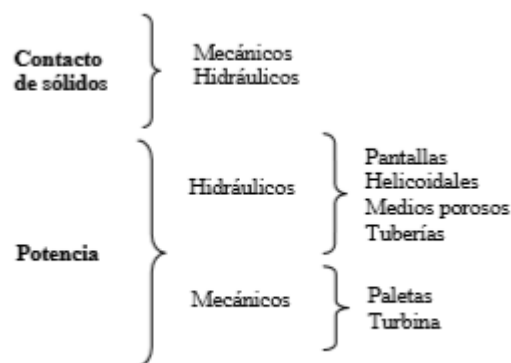 Contacto
de sólidos
Mecánicos
Hidráulicos
Potencia
Hidráulicos
Pantallas
Helicoidales
Medios porosos
Tuberías
Mecánicos
Paletas
Turbina